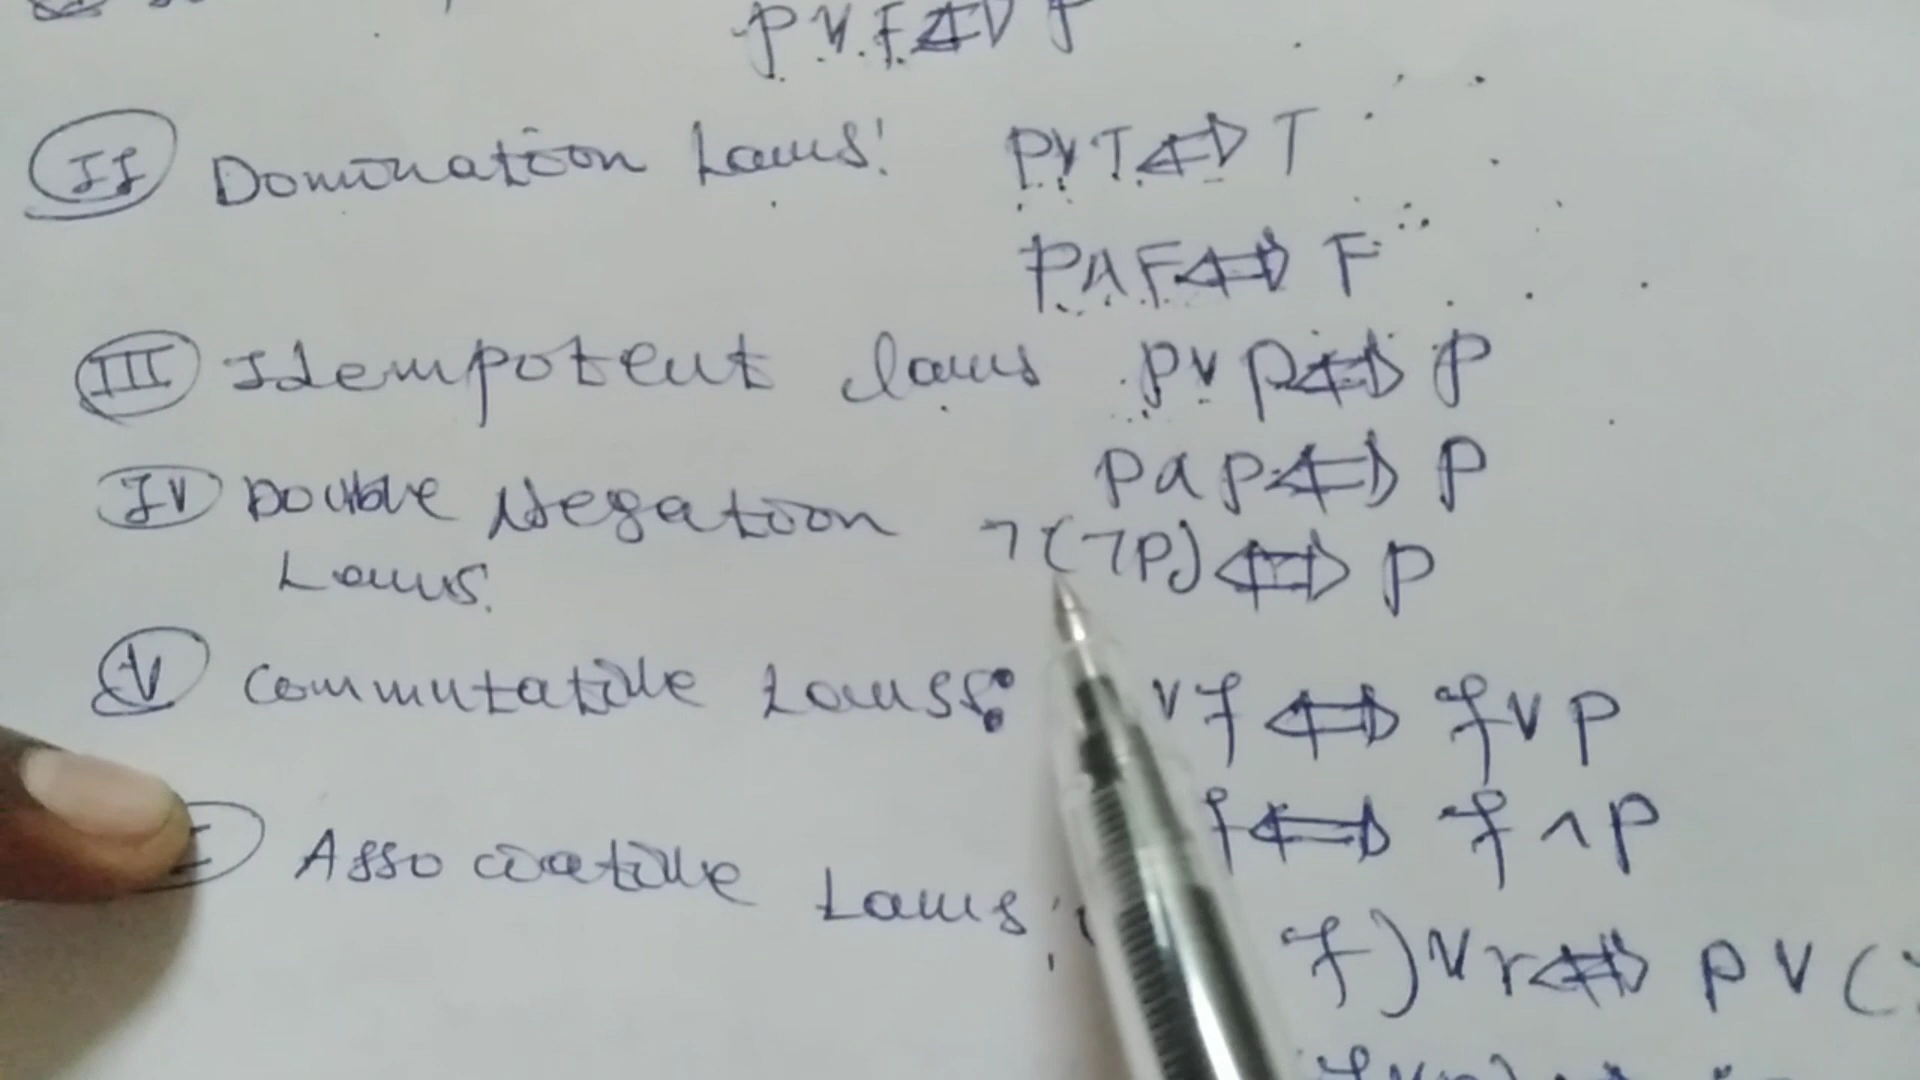 P V F ⇔ P
II Domination Laws: P V T ⇔ T
P ∧ F ⇔ F
III Idempotent laws P V P ⇔ P
P ∧ P ⇔ P
IV Double Negation ¬(¬P) ⇔ P
Laws.
V Commutative Laws: V q ⇔ q V P
q ⇔ q ∧ P
I Associative Laws:
q) V r ⇔ P V (